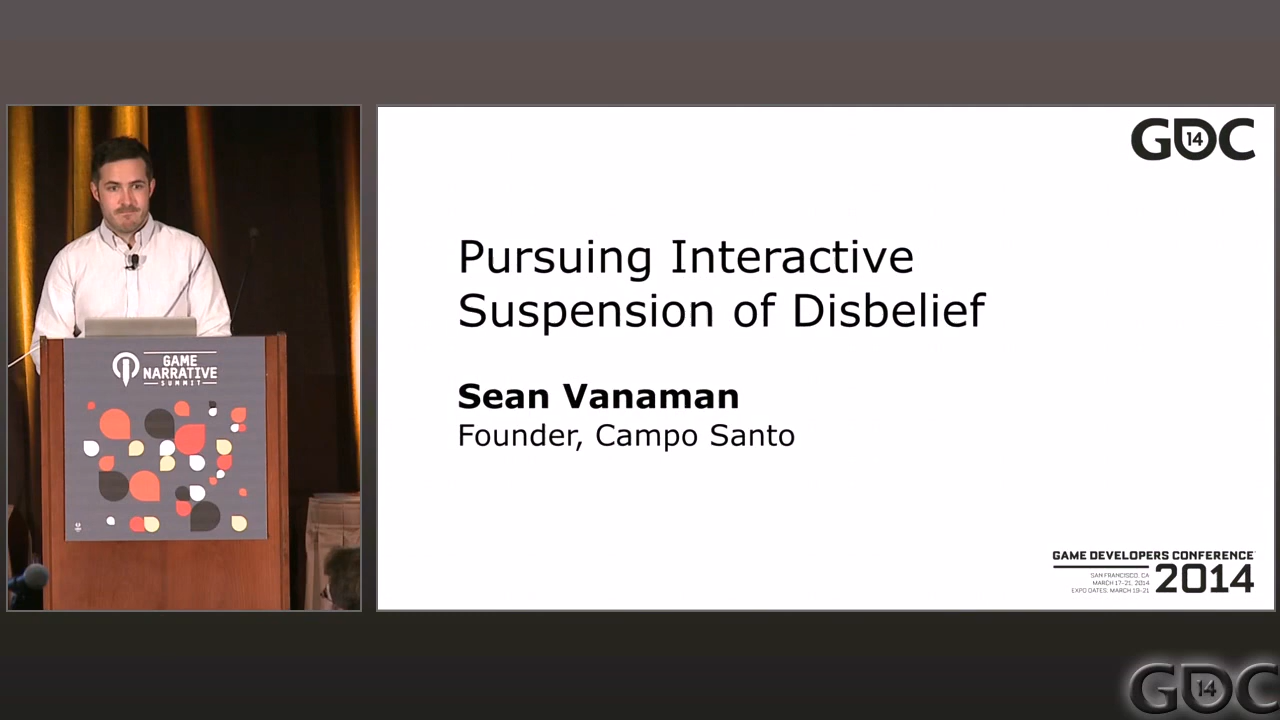 GDC
14
Pursuing Interactive
Suspension of Disbelief
Sean Vanaman
Founder, Campo Santo
GAME
NARRATIVE
SUMMIT
GAME DEVELOPERS CONFERENCE
SAN FRANCISCO, CA
MARCH 17-21, 2014
EXPO DATES: MARCH 19-21
2014
GDC
14